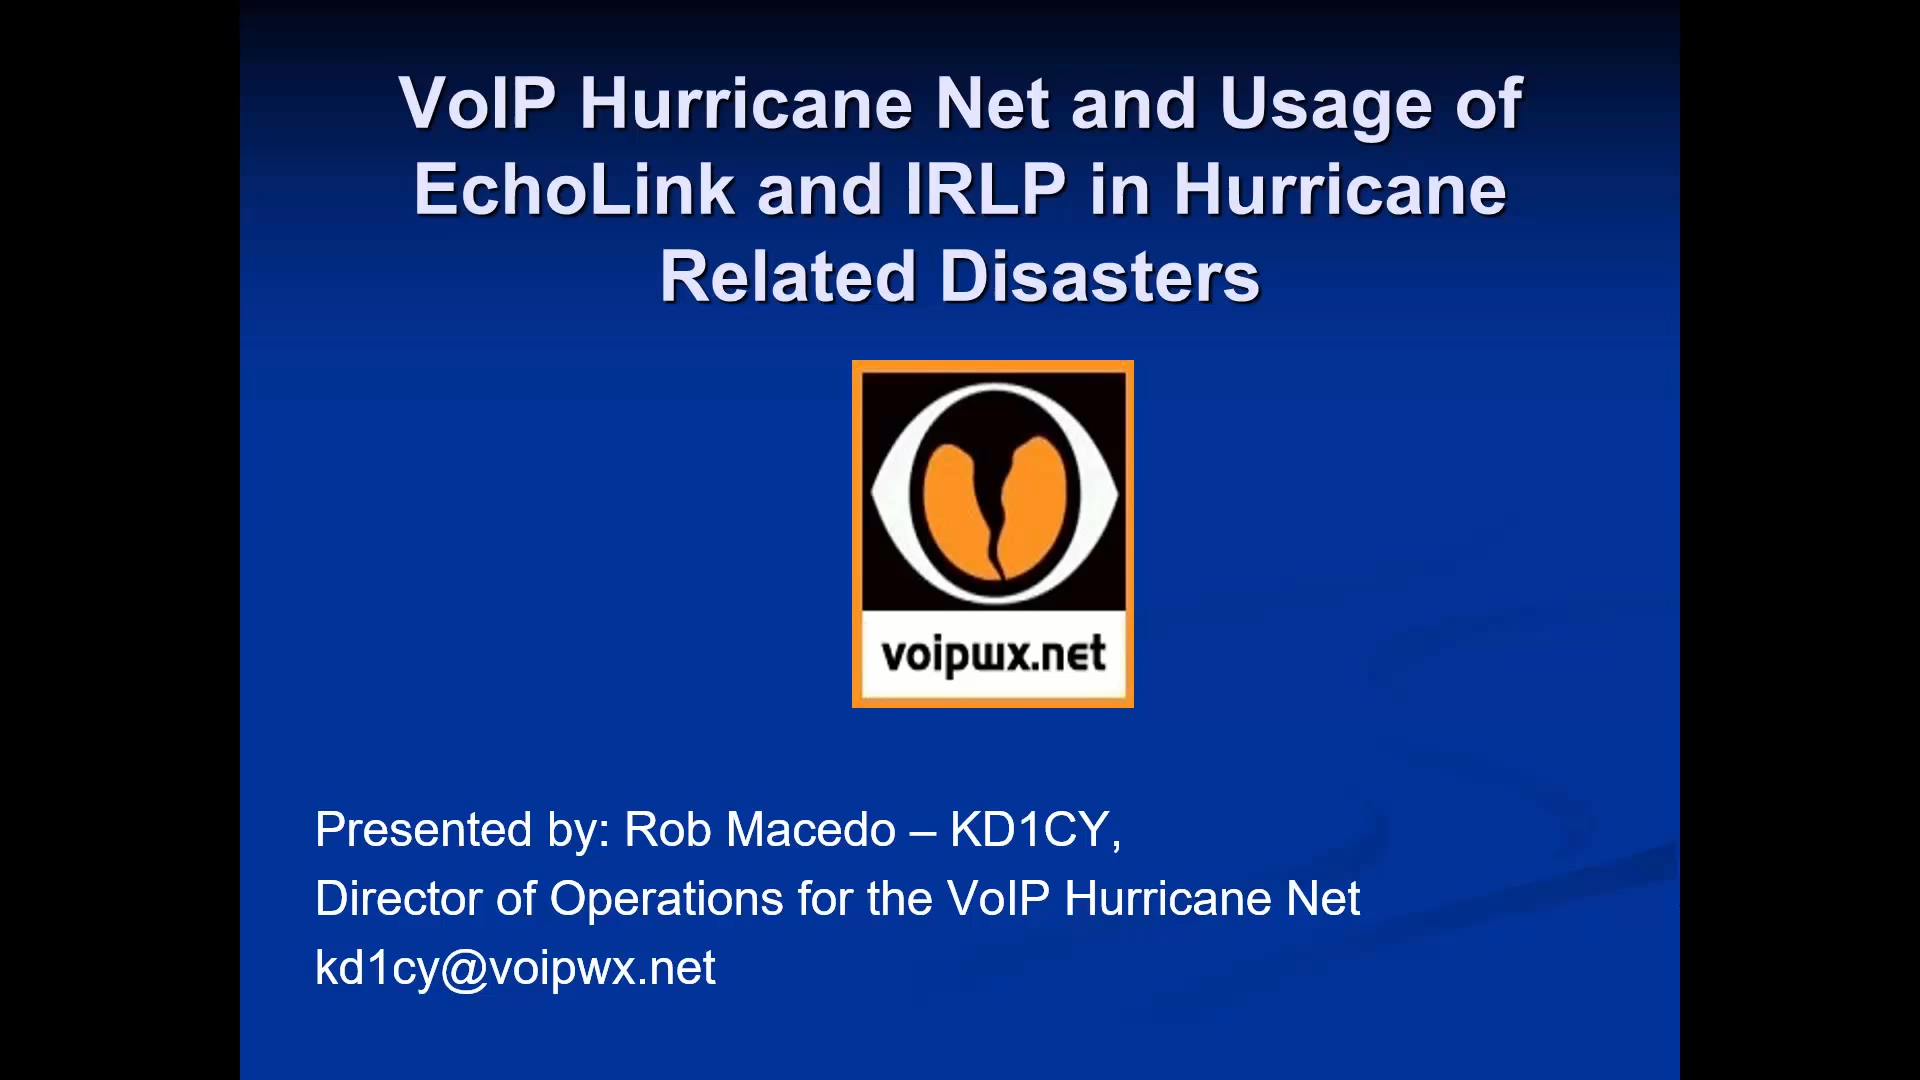 VoIP Hurricane Net and Usage of
EchoLink and IRLP in Hurricane
Related Disasters
voipwx.net
Presented by: Rob Macedo – KD1CY,
Director of Operations for the VoIP Hurricane Net
kd1cy@voipwx.net